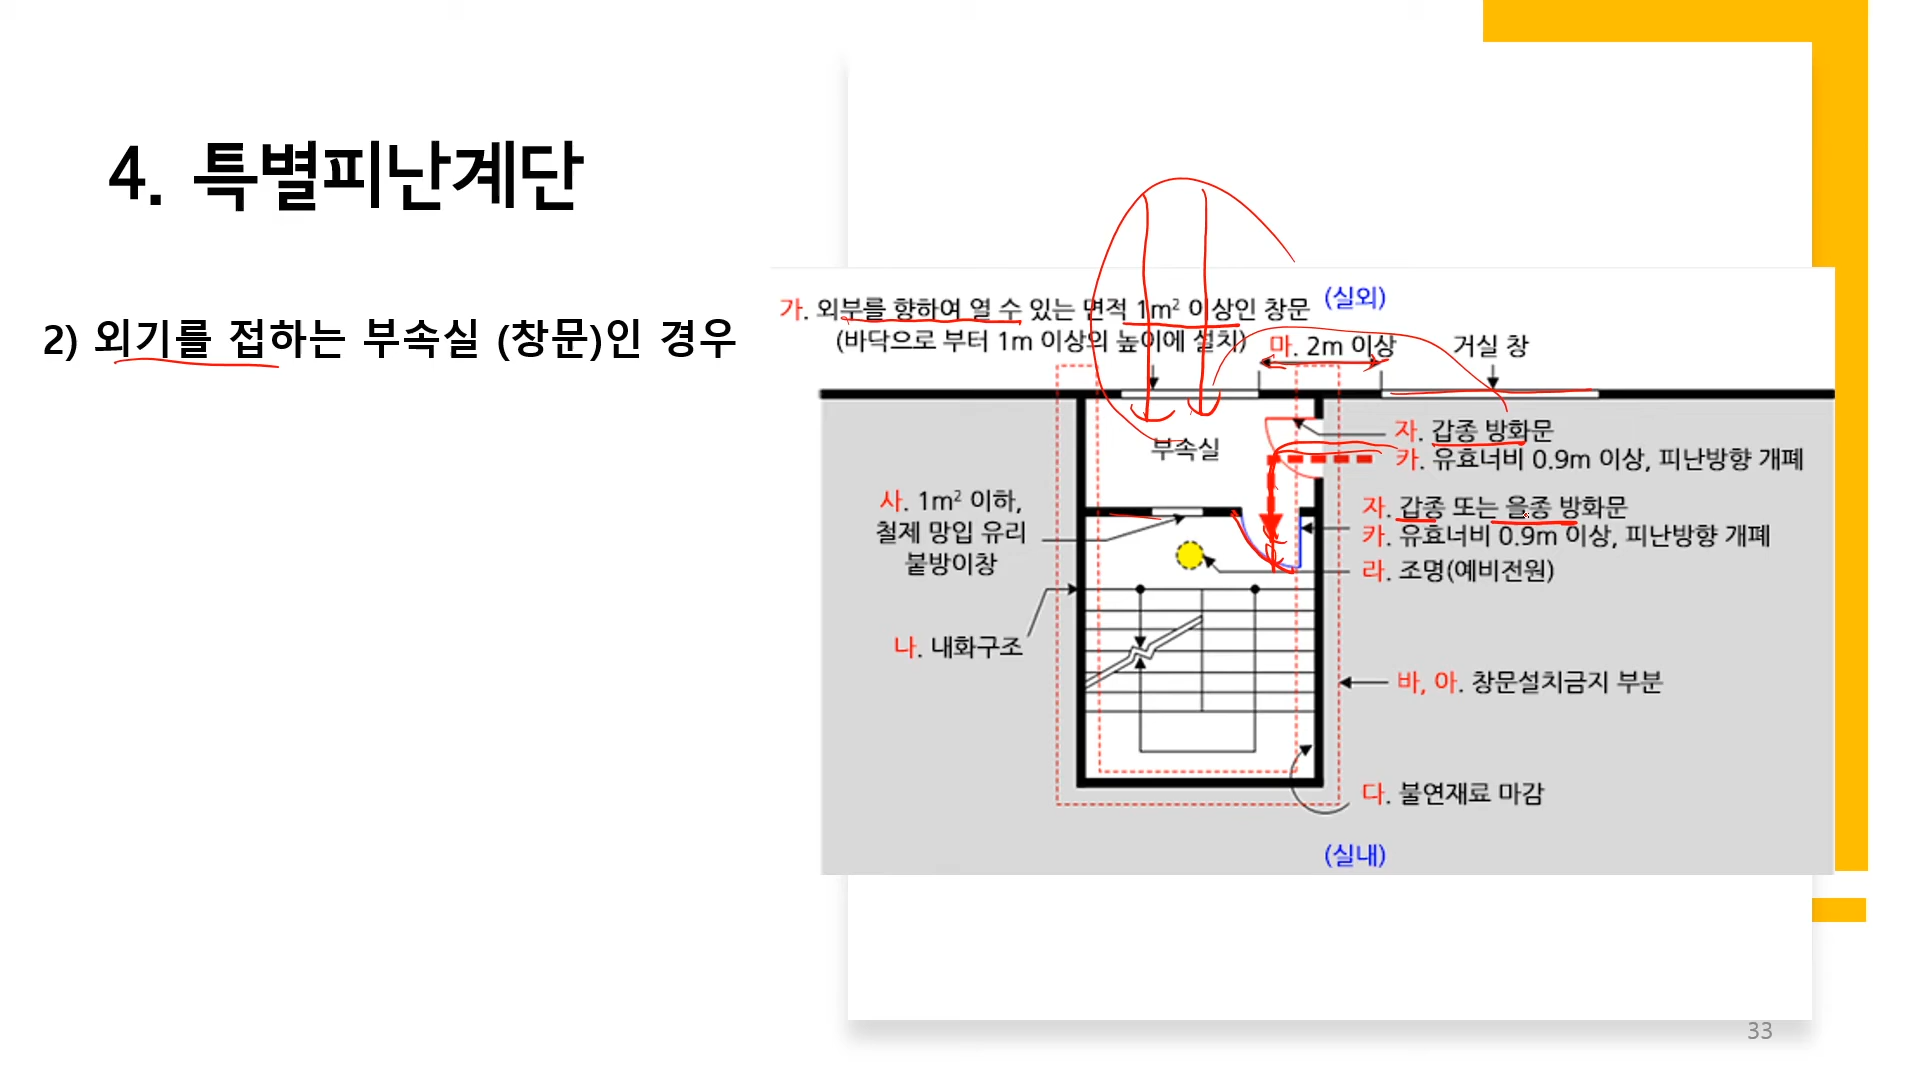 4. 특별피난계단
2) 외기를 접하는 부속실 (창문)인 경우
가. 외부를 향하여 열 수 있는 면적 1m² 이상인 창문
(바닥으로 부터 1m 이상의 높이에 설치)
(실외)
마. 2m 이상
거실 창
부속실
자. 갑종 방화문
카. 유효너비 0.9m 이상, 피난방향 개폐
사. 1m² 이하,
철제 망입 유리
붙방이창
자. 갑종 또는 을종 방화문
카. 유효너비 0.9m 이상, 피난방향 개폐
라. 조명(예비전원)
나. 내화구조
바, 아. 창문설치금지 부분
다. 불연재료 마감
(실내)
33